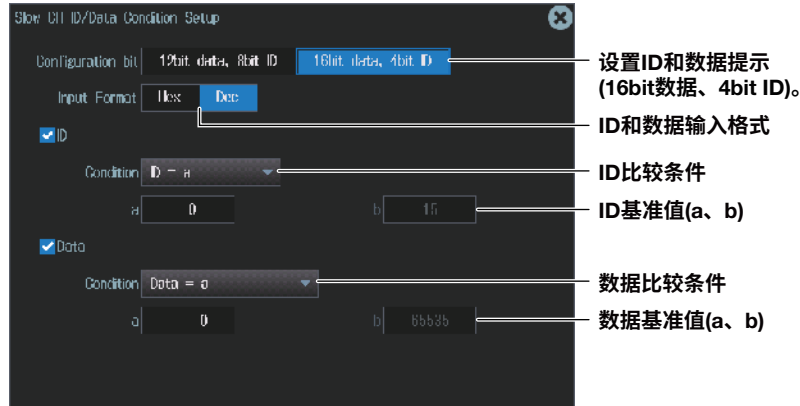 Slow CH ID/Data Condition Setup
Configuration bit 12bit data, 8bit ID 16bit data, 4bit ID
设置ID和数据提示
(16bit数据、4bit ID)。
Input Format Hex Dec
ID和数据输入格式
ID
Condition ID = a
ID比较条件
a 0 b 15
ID基准值(a、b)
Data
Condition Data = a
数据比较条件
a 0 b 65535
数据基准值(a、b)